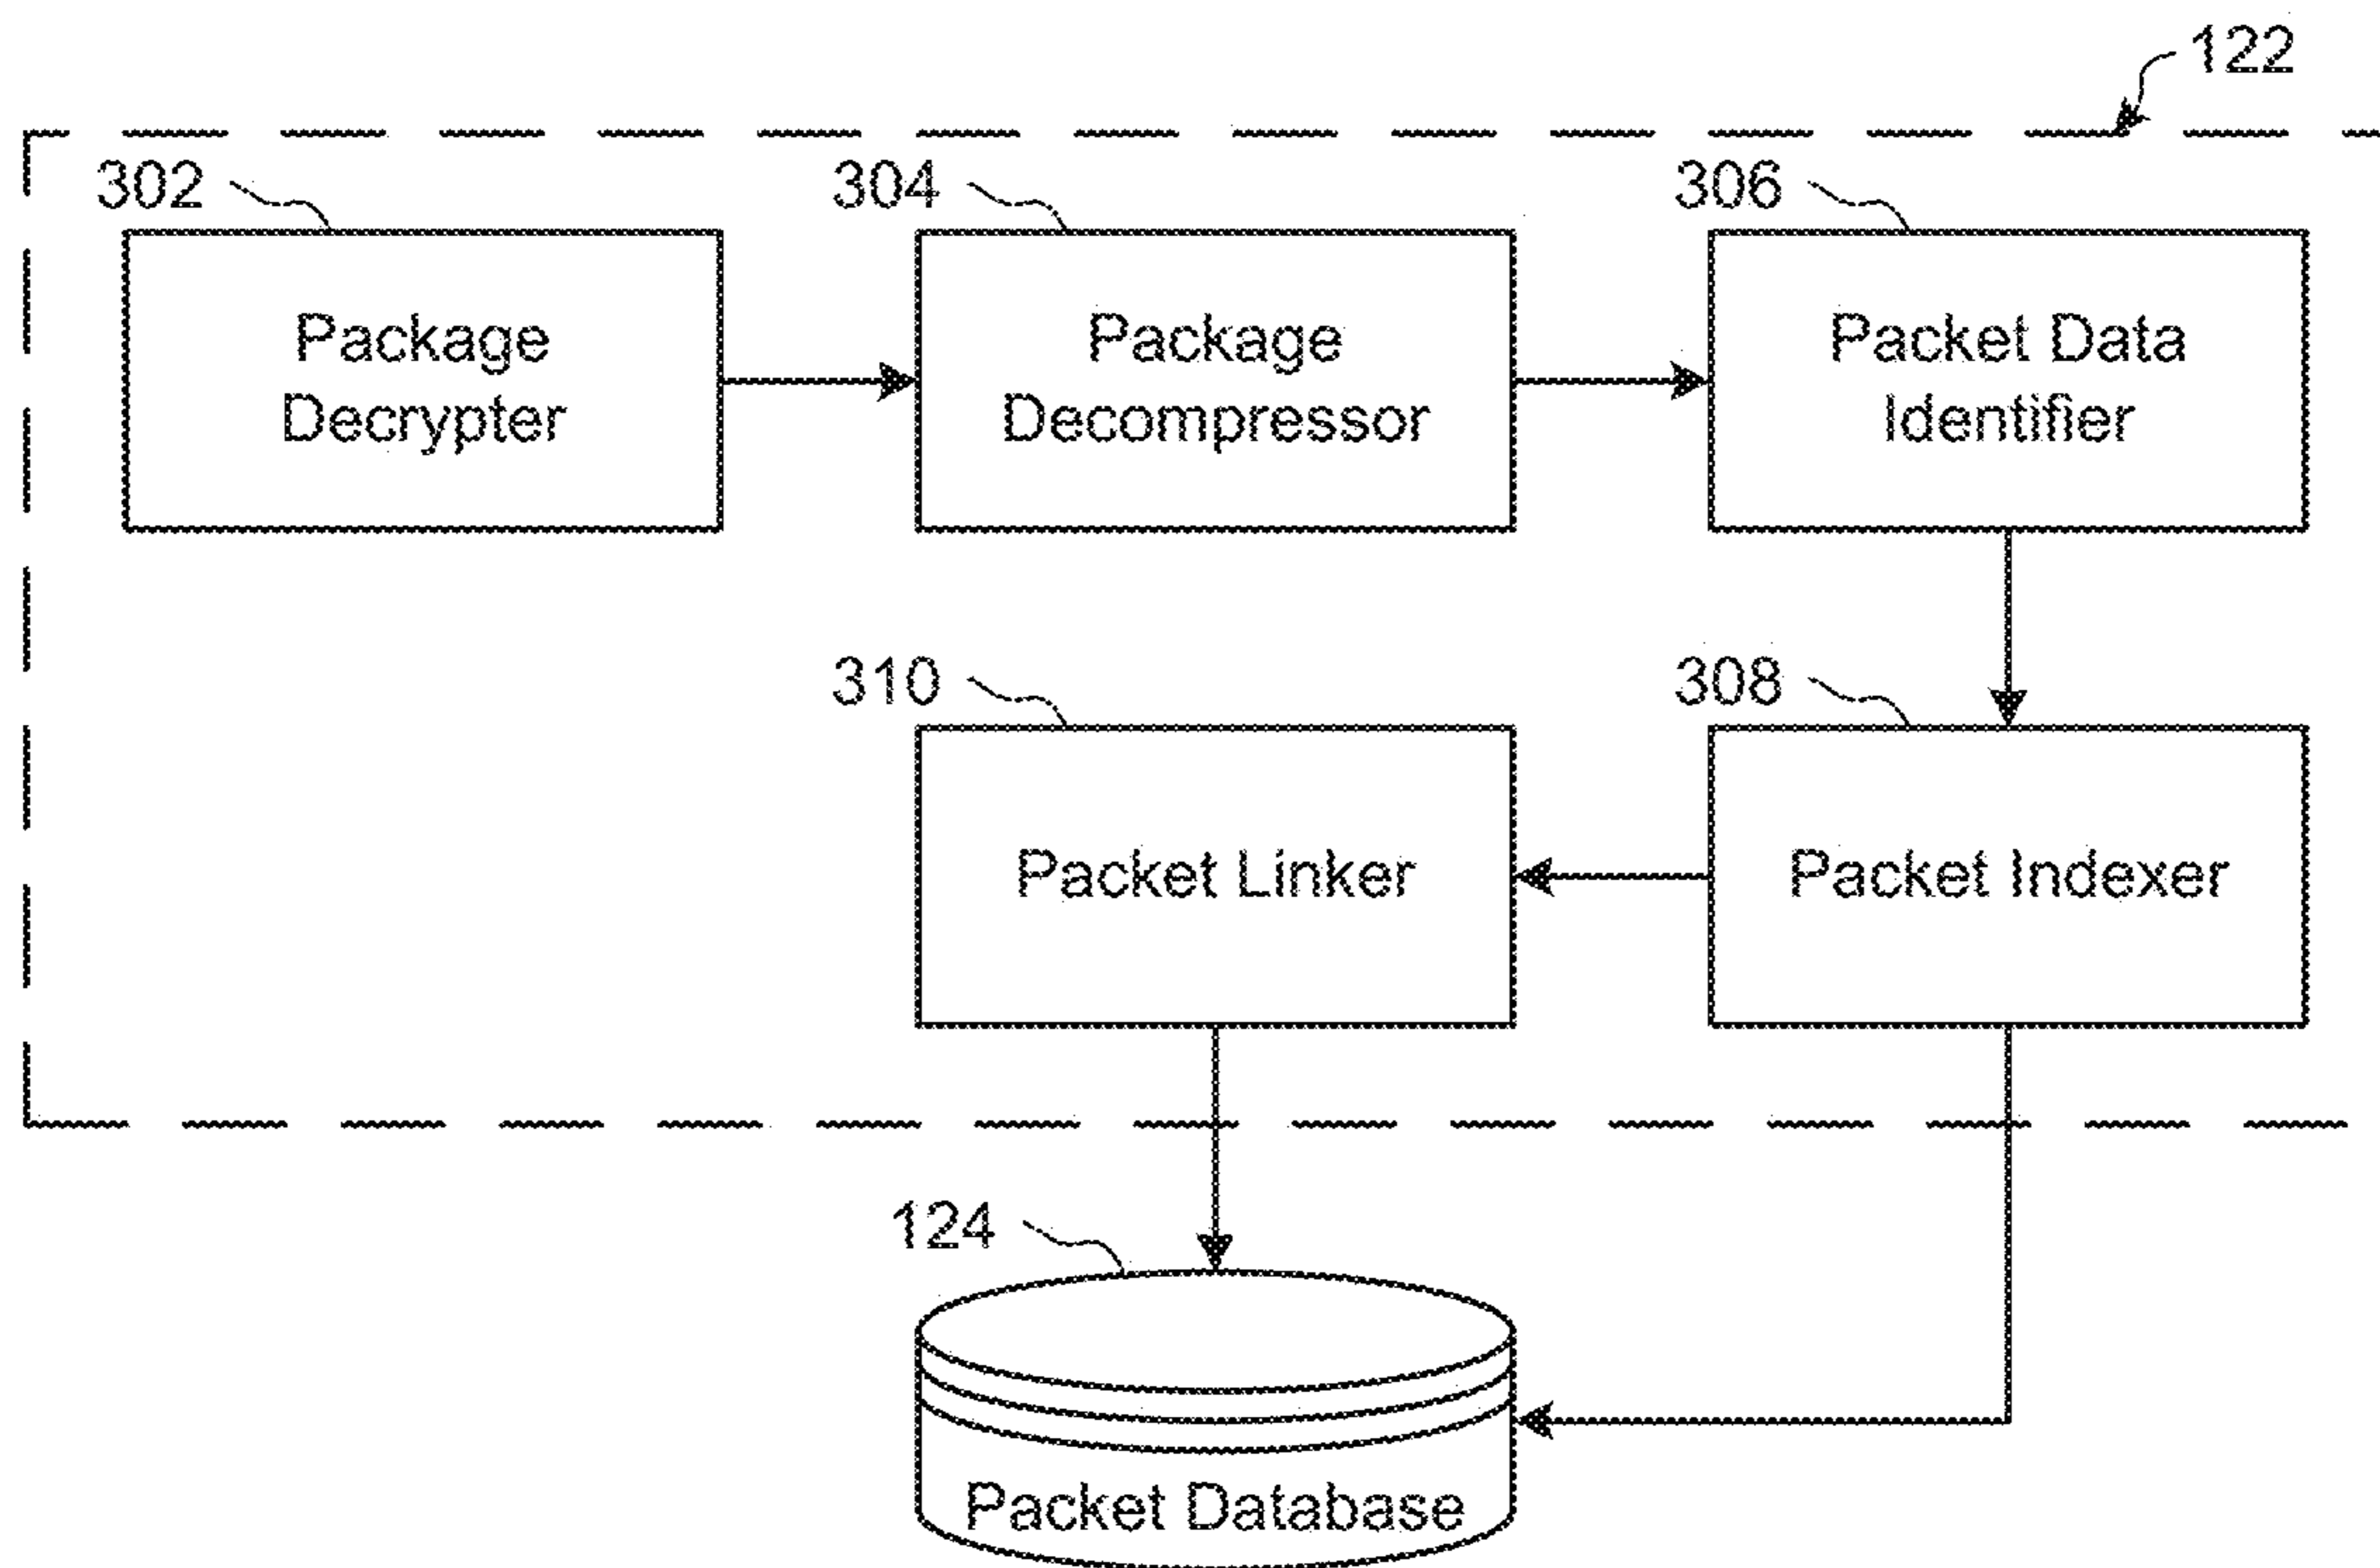 122
302
304
306
Package
Decrypter
Package
Decompressor
Packet Data
Identifier
310
308
Packet Linker
Packet Indexer
124
Packet Database